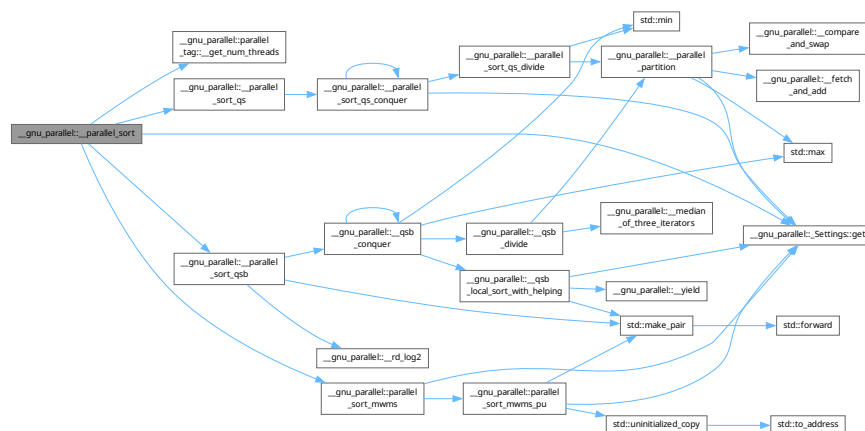 __gnu_parallel::__parallel_sort
__gnu_parallel::parallel
_tag::__get_num_threads
__gnu_parallel::__parallel
_sort_qs
__gnu_parallel::__parallel
_sort_qsb
__gnu_parallel::__parallel
_sort_qs_conquer
__gnu_parallel::__qsb
_conquer
__gnu_parallel::__rd_log2
__gnu_parallel::parallel
_sort_mwms
__gnu_parallel::__parallel
_sort_qs_divide
__gnu_parallel::__qsb
_divide
__gnu_parallel::__qsb
_local_sort_with_helping
__gnu_parallel::parallel
_sort_mwms_pu
std::min
__gnu_parallel::__parallel
_partition
__gnu_parallel::__median
_of_three_iterators
__gnu_parallel::__yield
std::make_pair
std::uninitialized_copy
__gnu_parallel::__compare
_and_swap
__gnu_parallel::__fetch
_and_add
std::max
__gnu_parallel::_Settings::get
std::forward
std::to_address